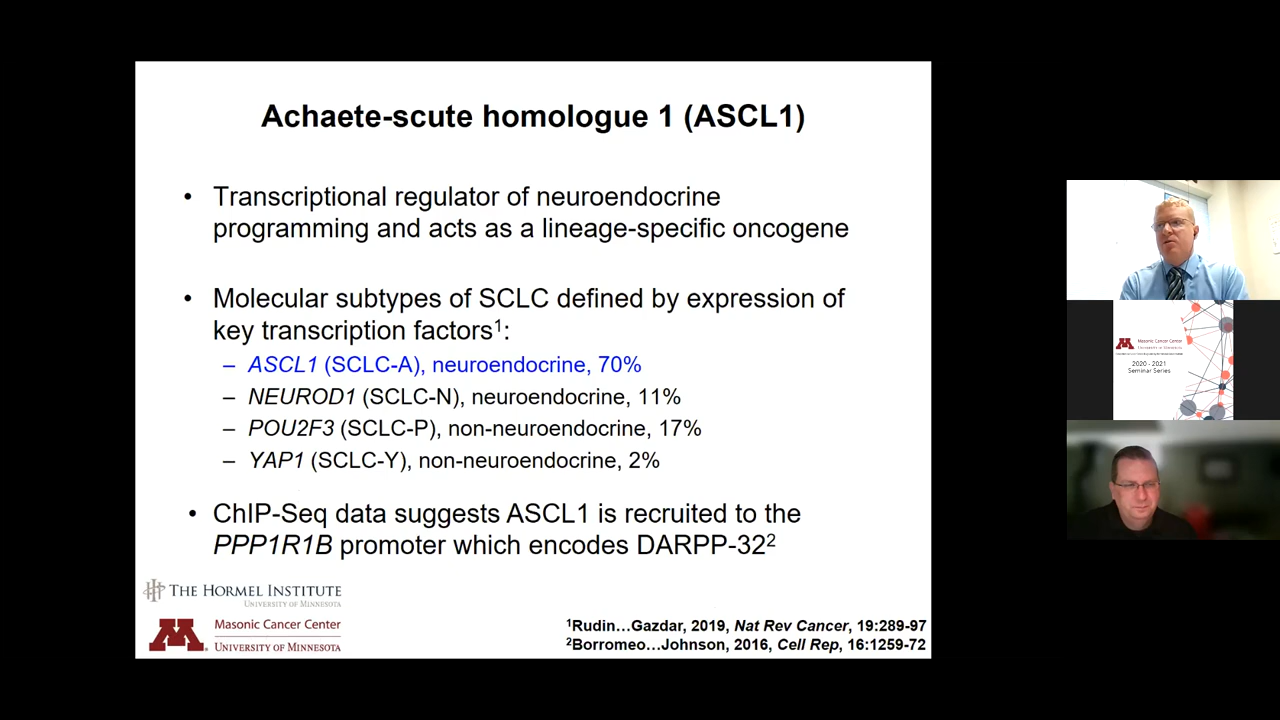 Achaete-scute homologue 1 (ASCL1)
• Transcriptional regulator of neuroendocrine
programming and acts as a lineage-specific oncogene
• Molecular subtypes of SCLC defined by expression of
key transcription factors¹:
– ASCL1 (SCLC-A), neuroendocrine, 70%
– NEUROD1 (SCLC-N), neuroendocrine, 11%
– POU2F3 (SCLC-P), non-neuroendocrine, 17%
– YAP1 (SCLC-Y), non-neuroendocrine, 2%
• ChIP-Seq data suggests ASCL1 is recruited to the
PPP1R1B promoter which encodes DARPP-32²
THE HORMEL INSTITUTE
UNIVERSITY OF MINNESOTA
Masonic Cancer Center
UNIVERSITY OF MINNESOTA
¹Rudin…Gazdar, 2019, Nat Rev Cancer, 19:289-97
²Borromeo…Johnson, 2016, Cell Rep, 16:1259-72
Masonic Cancer Center
UNIVERSITY OF MINNESOTA
2020 - 2021
Seminar Series